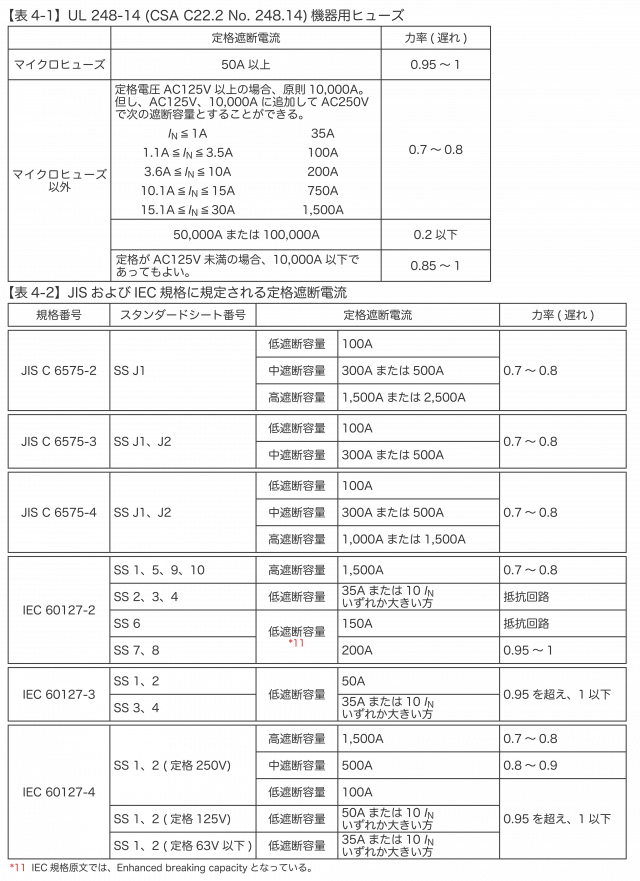 【表 4-1】UL 248-14 (CSA C22.2 No. 248.14) 機器用ヒューズ
定格遮断電流 力率 ( 遅れ )
マイクロヒューズ 50A 以上 0.95 ～ 1
マイクロヒューズ
以外
定格電圧 AC125V 以上の場合、原則 10,000A。
但し、AC125V、10,000A に追加して AC250V
で次の遮断容量とすることができる。
IN ≦ 1A 35A
1.1A ≦ IN ≦ 3.5A 100A
3.6A ≦ IN ≦ 10A 200A
10.1A ≦ IN ≦ 15A 750A
15.1A ≦ IN ≦ 30A 1,500A
0.7 ～ 0.8
50,000A または 100,000A 0.2 以下
定格が AC125V 未満の場合、10,000A 以下で
あってもよい。
0.85 ～ 1
【表 4-2】JIS および IEC 規格に規定される定格遮断電流
規格番号 スタンダードシート番号 定格遮断電流 力率 ( 遅れ )
JIS C 6575-2 SS J1
低遮断容量 100A
中遮断容量 300A または 500A
高遮断容量 1,500A または 2,500A
0.7 ～ 0.8
JIS C 6575-3 SS J1、J2
低遮断容量 100A
中遮断容量 300A または 500A
0.7 ～ 0.8
JIS C 6575-4 SS J1、J2
低遮断容量 100A
中遮断容量 300A または 500A
高遮断容量 1,000A または 1,500A
0.7 ～ 0.8
IEC 60127-2
SS 1、5、9、10 高遮断容量 1,500A 0.7 ～ 0.8
SS 2、3、4 低遮断容量 35A または 10 IN
いずれか大きい方
抵抗回路
SS 6 低遮断容量
*11
150A 抵抗回路
SS 7、8 200A 0.95 ～ 1
IEC 60127-3
SS 1、2 低遮断容量 50A 0.95 を超え、1 以下
SS 3、4 35A または 10 IN
いずれか大きい方
IEC 60127-4
SS 1、2 ( 定格 250V)
高遮断容量 1,500A 0.7 ～ 0.8
中遮断容量 500A 0.8 ～ 0.9
低遮断容量 100A 0.95 を超え、1 以下
SS 1、2 ( 定格 125V) 低遮断容量 50A または 10 IN
いずれか大きい方
SS 1、2 ( 定格 63V 以下 ) 低遮断容量 35A または 10 IN
いずれか大きい方
*11 IEC 規格原文では、Enhanced breaking capacity となっている。